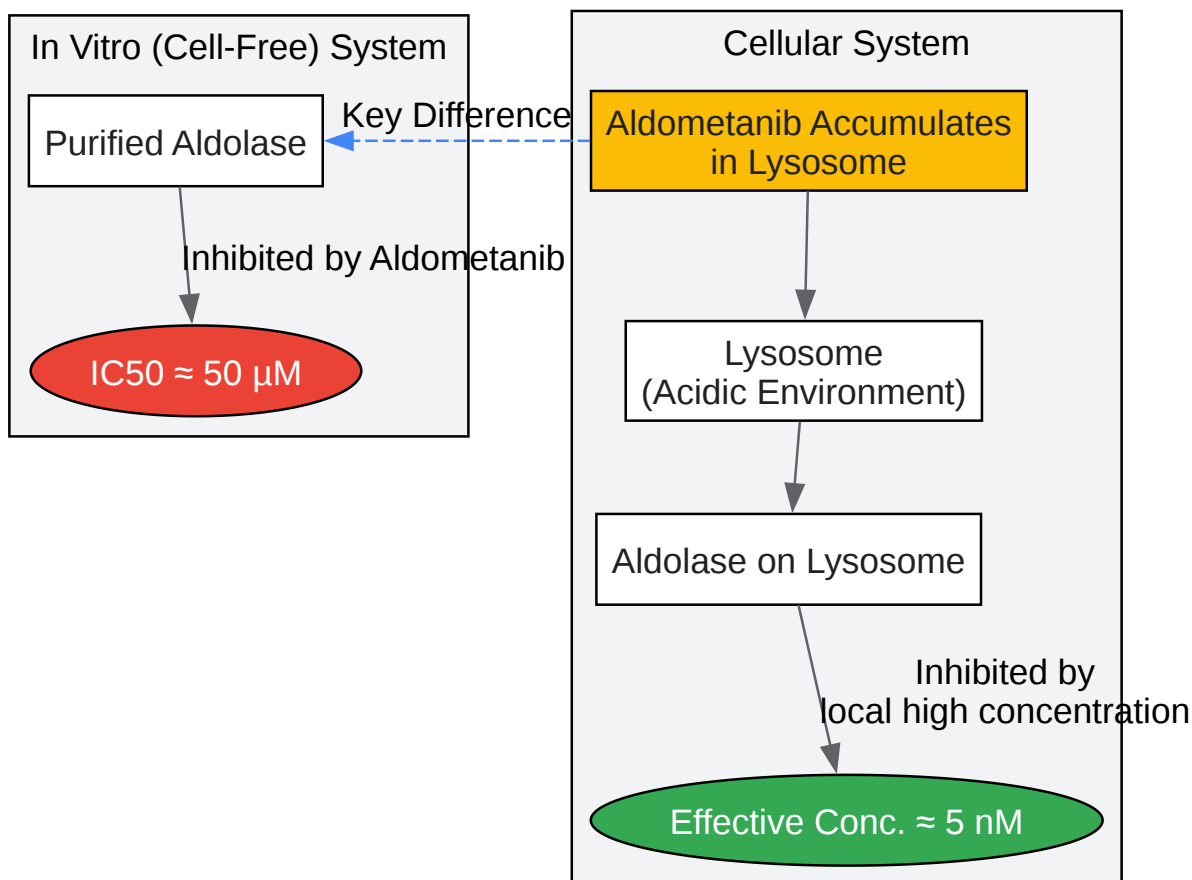 In Vitro (Cell-Free) System
Purified Aldolase
Inhibited by Aldometanib
IC50 ≈ 50 µM
Key Difference
Cellular System
Aldometanib Accumulates
in Lysosome
Lysosome
(Acidic Environment)
Aldolase on Lysosome
Inhibited by
local high concentration
Effective Conc. ≈ 5 nM